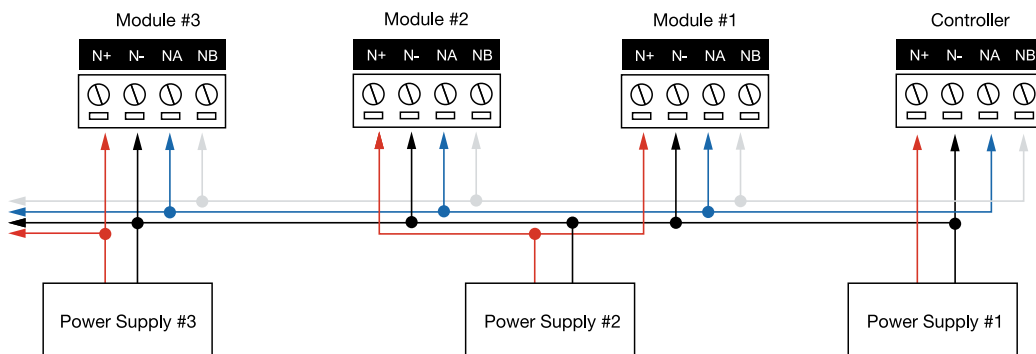 Module #3
Module #2
Module #1
Controller
N+ N- NA NB
N+ N- NA NB
N+ N- NA NB
N+ N- NA NB
Power Supply #3
Power Supply #2
Power Supply #1